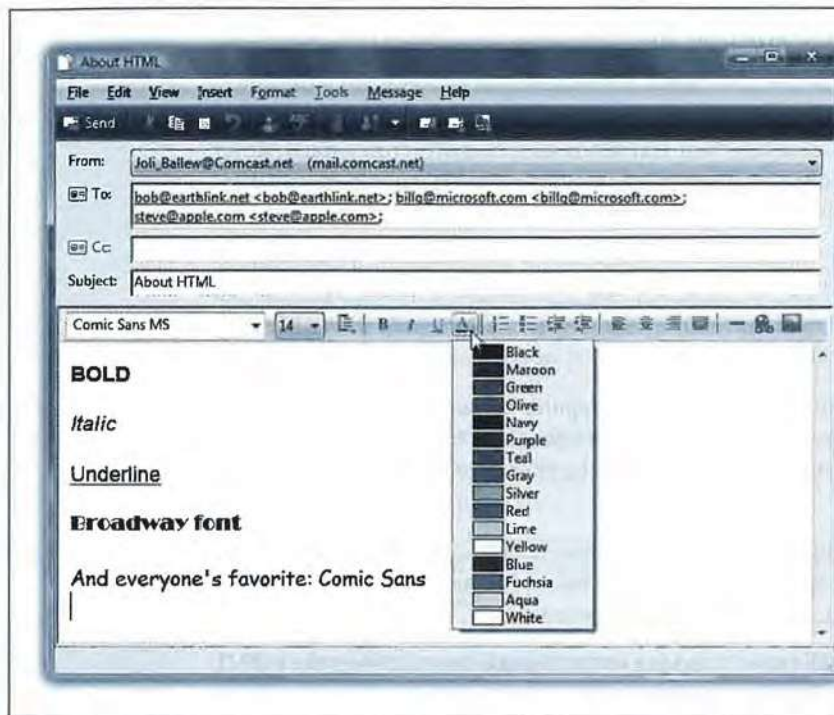 About HTML
File Edit View Insert Format Tools Message Help
Send
From: Joli_Ballew@Comcast.net (mail.comcast.net)
To: bob@earthlink.net <bob@earthlink.net>; billg@microsoft.com <billg@microsoft.com>;
steve@apple.com <steve@apple.com>;
Cc:
Subject: About HTML
Comic Sans MS 14 B I U A
BOLD
Italic
Underline
Broadway font
And everyone's favorite: Comic Sans
Black
Maroon
Green
Olive
Navy
Purple
Teal
Gray
Silver
Red
Lime
Yellow
Blue
Fuchsia
Aqua
White